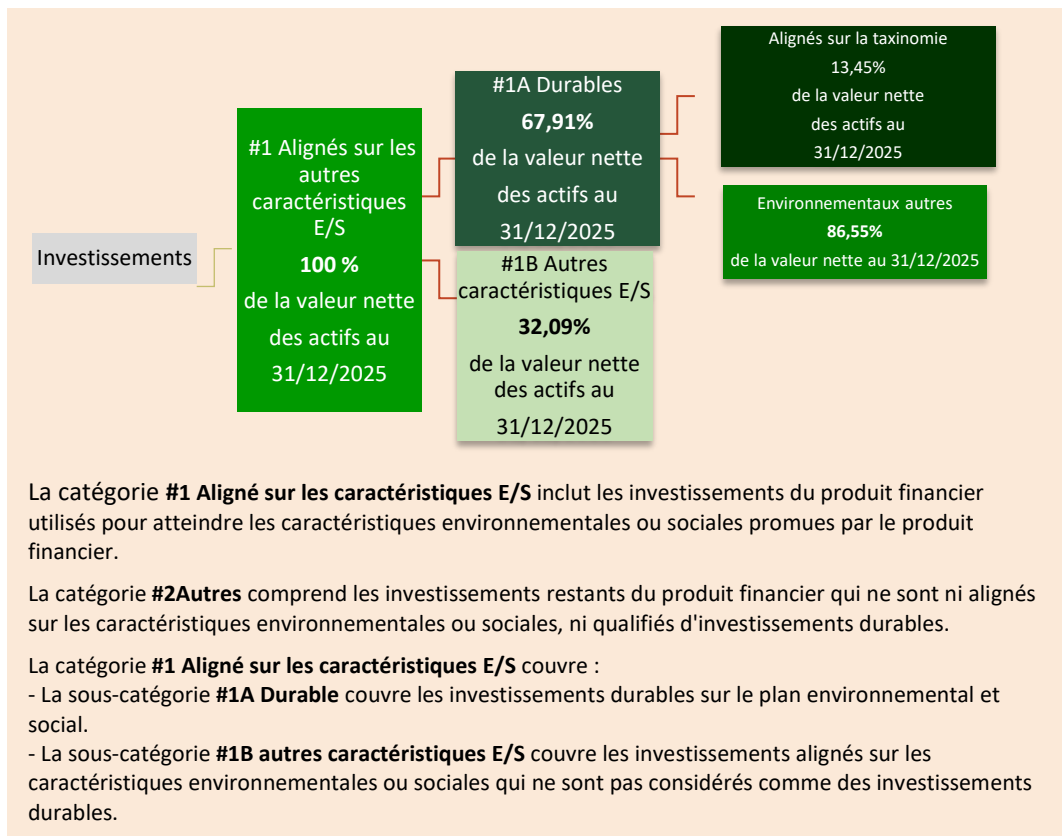 Investissements
#1 Alignés sur les
autres
caractéristiques
E/S
100 %
de la valeur nette
des actifs au
31/12/2025
#1A Durables
67,91%
de la valeur nette
des actifs au
31/12/2025
#1B Autres
caractéristiques E/S
32,09%
de la valeur nette
des actifs au
31/12/2025
Alignés sur la taxinomie
13,45%
de la valeur nette
des actifs au
31/12/2025
Environnementaux autres
86,55%
de la valeur nette au 31/12/2025
La catégorie #1 Aligné sur les caractéristiques E/S inclut les investissements du produit financier
utilisés pour atteindre les caractéristiques environnementales ou sociales promues par le produit
financier.
La catégorie #2Autres comprend les investissements restants du produit financier qui ne sont ni alignés
sur les caractéristiques environnementales ou sociales, ni qualifiés d'investissements durables.
La catégorie #1 Aligné sur les caractéristiques E/S couvre :
- La sous-catégorie #1A Durable couvre les investissements durables sur le plan environnemental et
social.
- La sous-catégorie #1B autres caractéristiques E/S couvre les investissements alignés sur les
caractéristiques environnementales ou sociales qui ne sont pas considérés comme des investissements
durables.